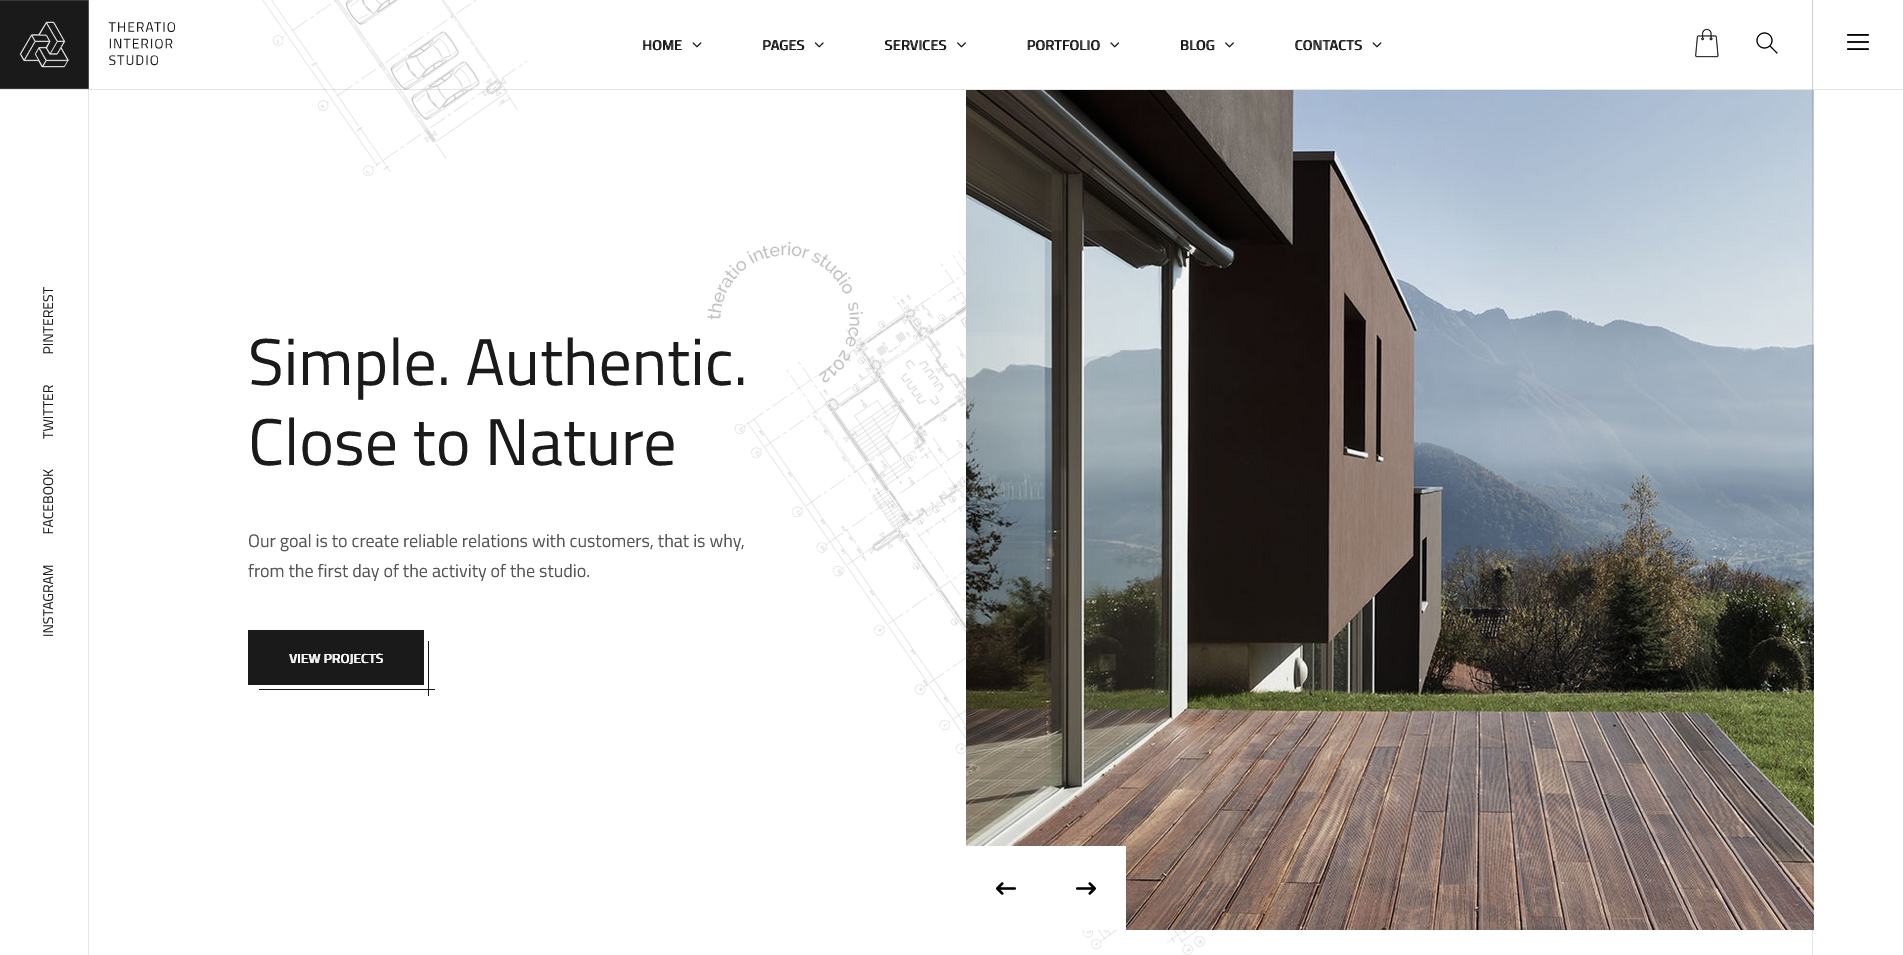 THERATIO
INTERIOR
STUDIO
HOME
PAGES
SERVICES
PORTFOLIO
BLOG
CONTACTS
PINTEREST
TWITTER
FACEBOOK
INSTAGRAM
theratio interior studio since 2012
Simple. Authentic.
Close to Nature
Our goal is to create reliable relations with customers, that is why,
from the first day of the activity of the studio.
VIEW PROJECTS